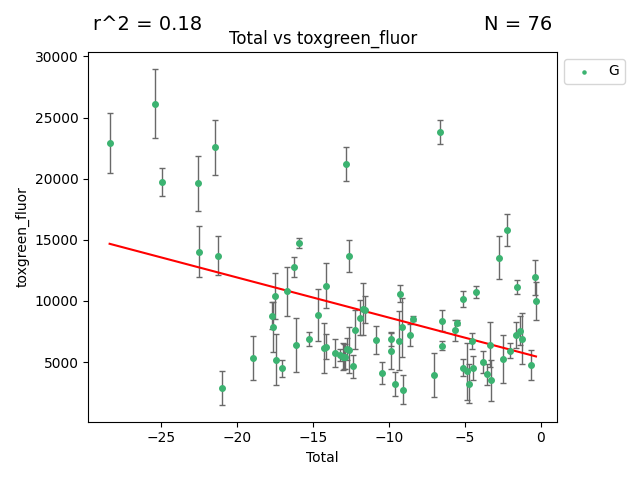 r^2 = 0.18
N = 76
Total vs toxgreen_fluor
G
toxgreen_fluor
30000
25000
20000
15000
10000
5000
−25
−20
−15
−10
−5
0
Total